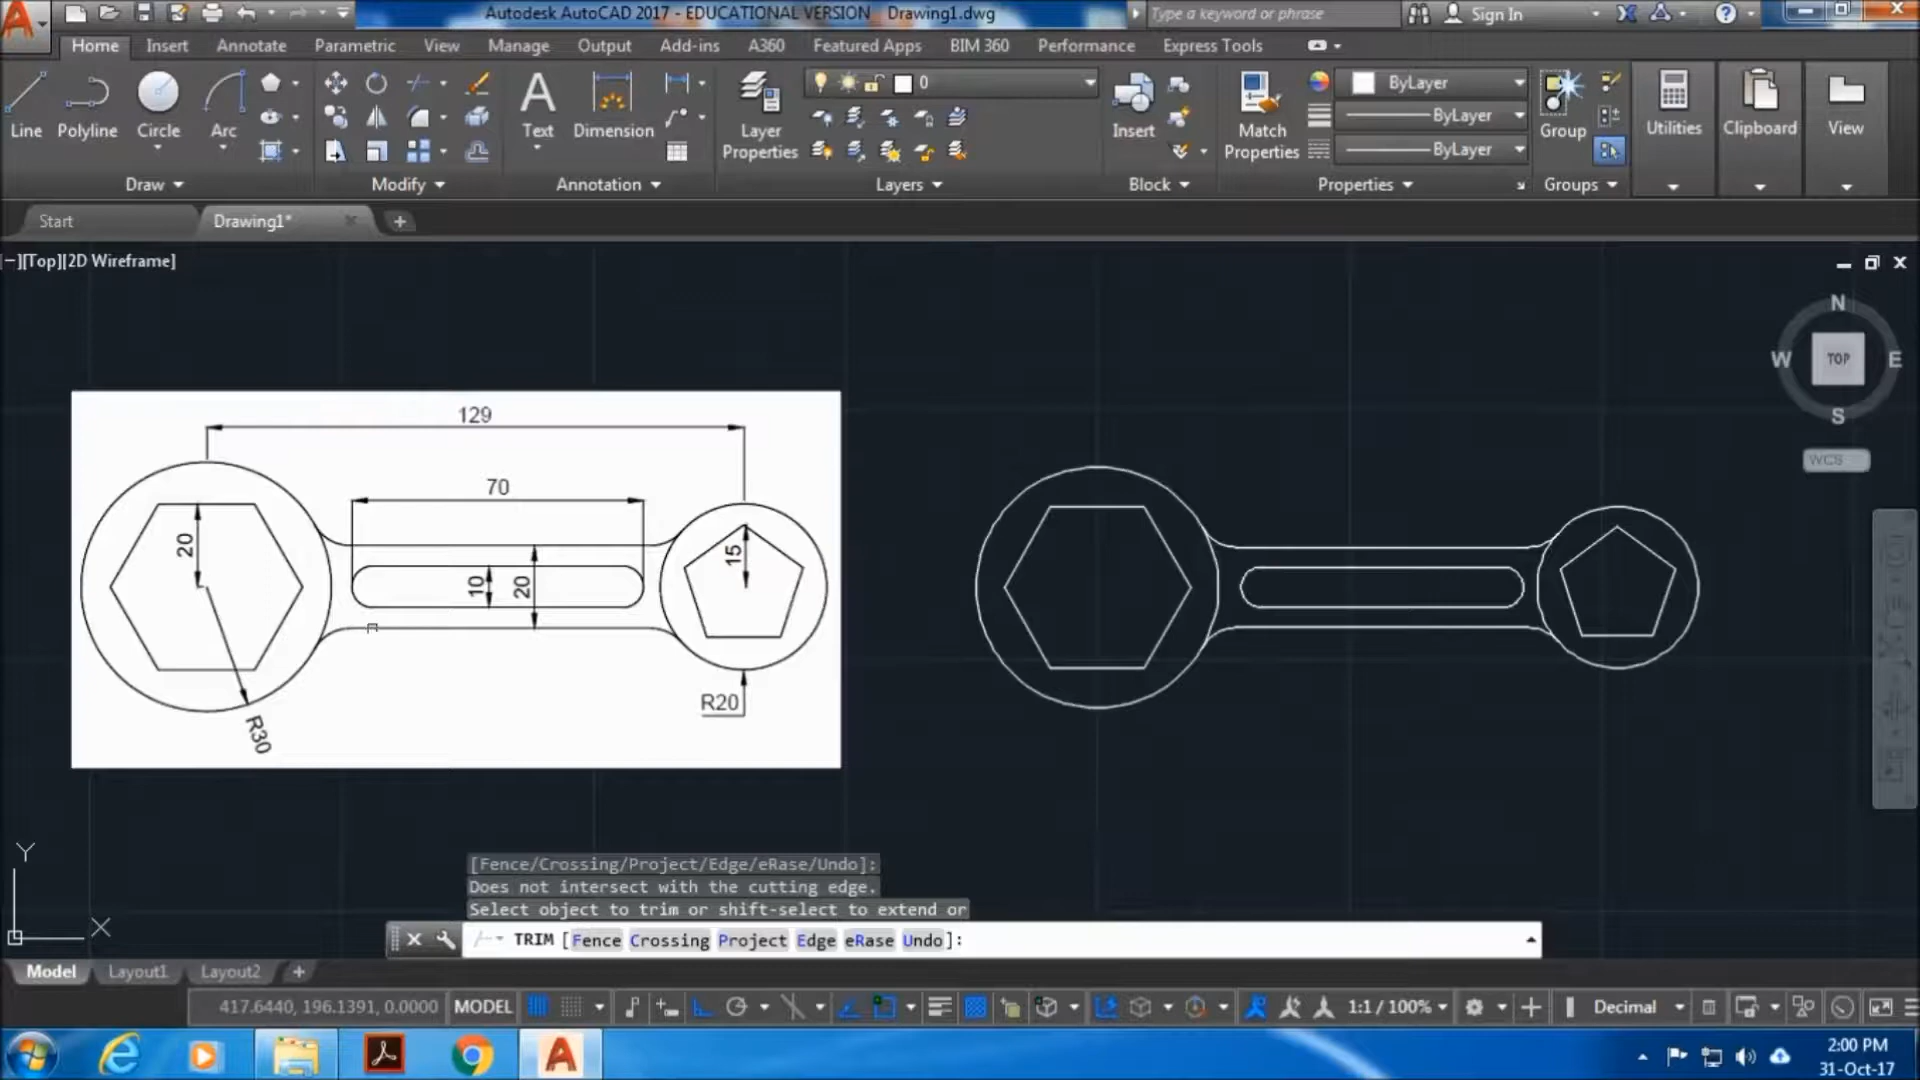 Autodesk AutoCAD 2017 - EDUCATIONAL VERSION Drawing1.dwg
Type a keyword or phrase
Sign In
Home Insert Annotate Parametric View Manage Output Add-ins A360 Featured Apps BIM 360 Performance Express Tools
0
ByLayer
ByLayer
ByLayer
Line Polyline Circle Arc
Text Dimension
Layer Properties
Insert
Match Properties
Group
Utilities Clipboard View
Draw Modify Annotation Layers Block Properties Groups
Start Drawing1*
[−][Top][2D Wireframe]
N
W TOP E
S
WCS
129
70
20
10
20
15
R20
R30
Y
X
[Fence/Crossing/Project/Edge/eRase/Undo]:
Does not intersect with the cutting edge.
Select object to trim or shift-select to extend or
TRIM [Fence Crossing Project Edge eRase Undo]:
Model Layout1 Layout2
417.6440, 196.1391, 0.0000 MODEL 1:1 / 100% Decimal
2:00 PM
31-Oct-17